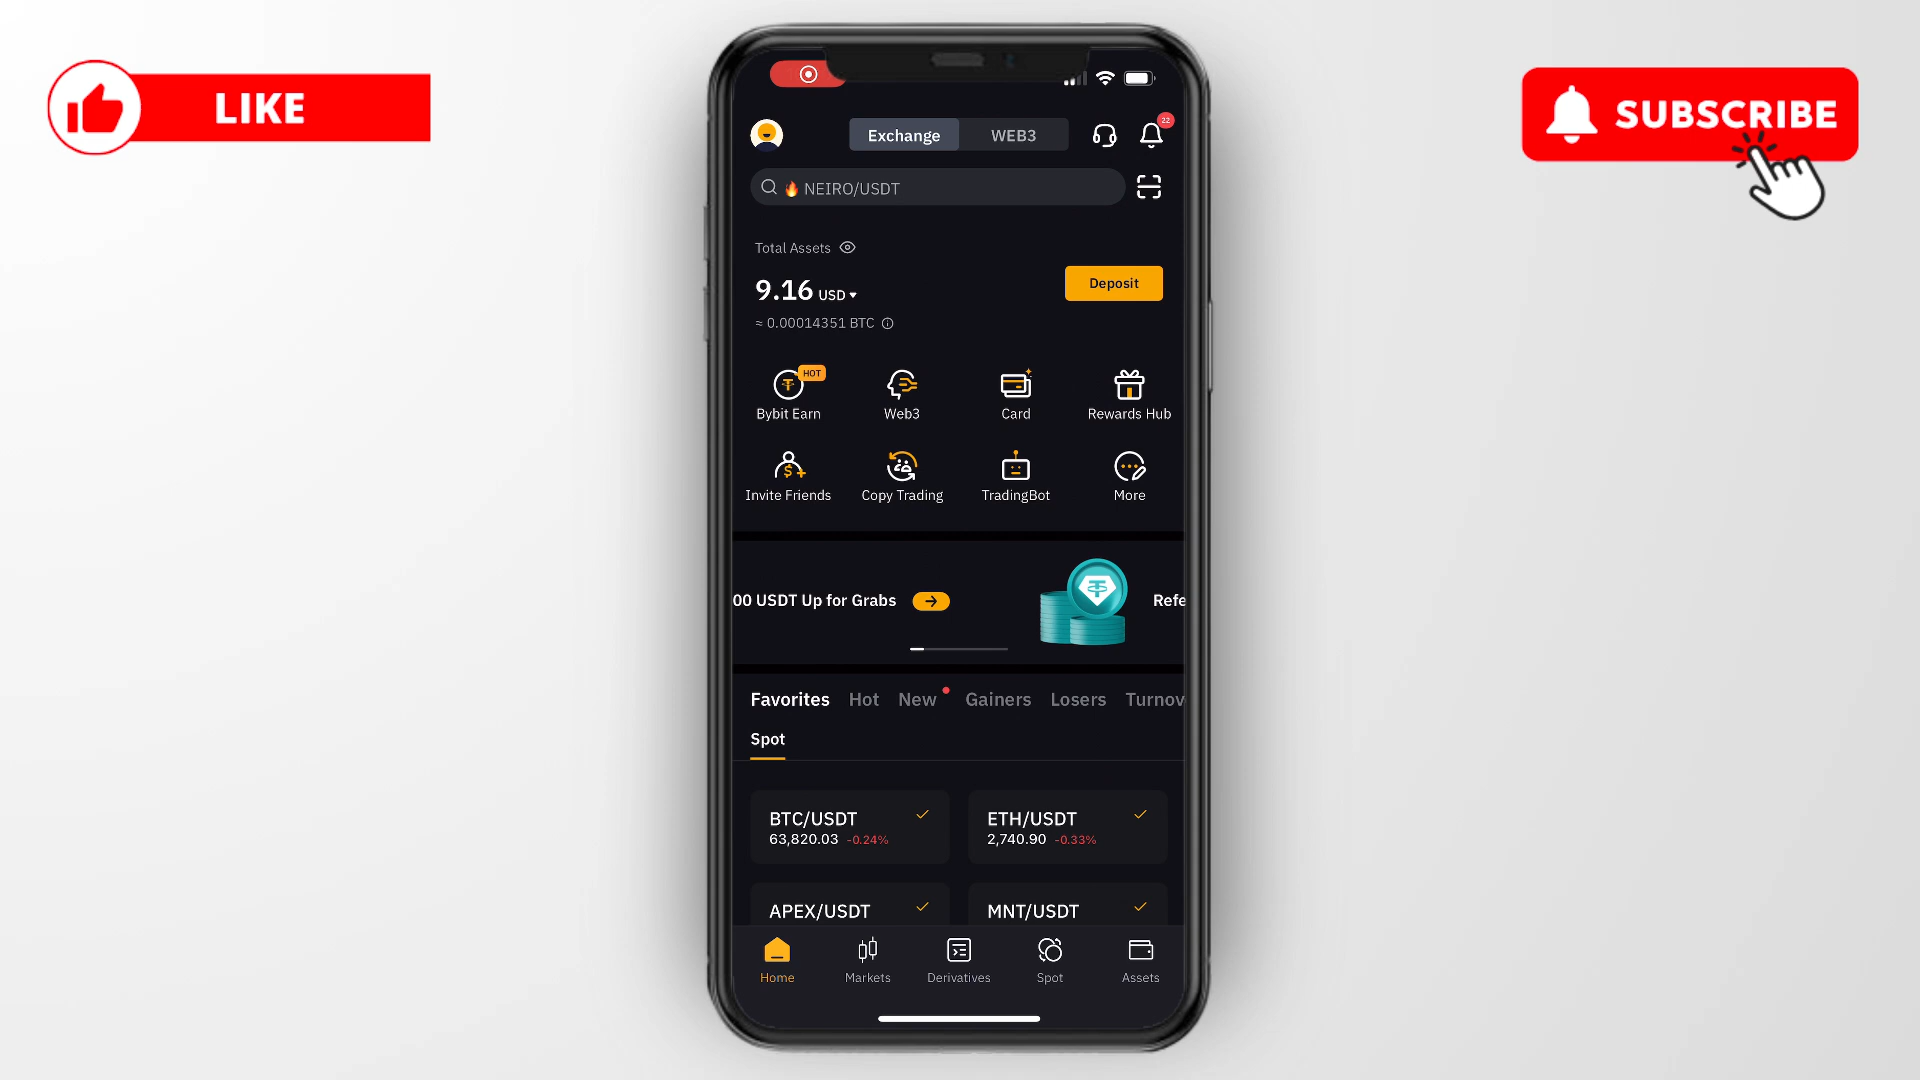 LIKE
SUBSCRIBE
Exchange
WEB3
22
NEIRO/USDT
Total Assets
9.16 USD
Deposit
≈ 0.00014351 BTC
HOT
Bybit Earn
Web3
Card
Rewards Hub
Invite Friends
Copy Trading
TradingBot
More
00 USDT Up for Grabs
Refe
Favorites
Hot
New
Gainers
Losers
Turnov
Spot
BTC/USDT
63,820.03 -0.24%
ETH/USDT
2,740.90 -0.33%
APEX/USDT
MNT/USDT
Home
Markets
Derivatives
Spot
Assets